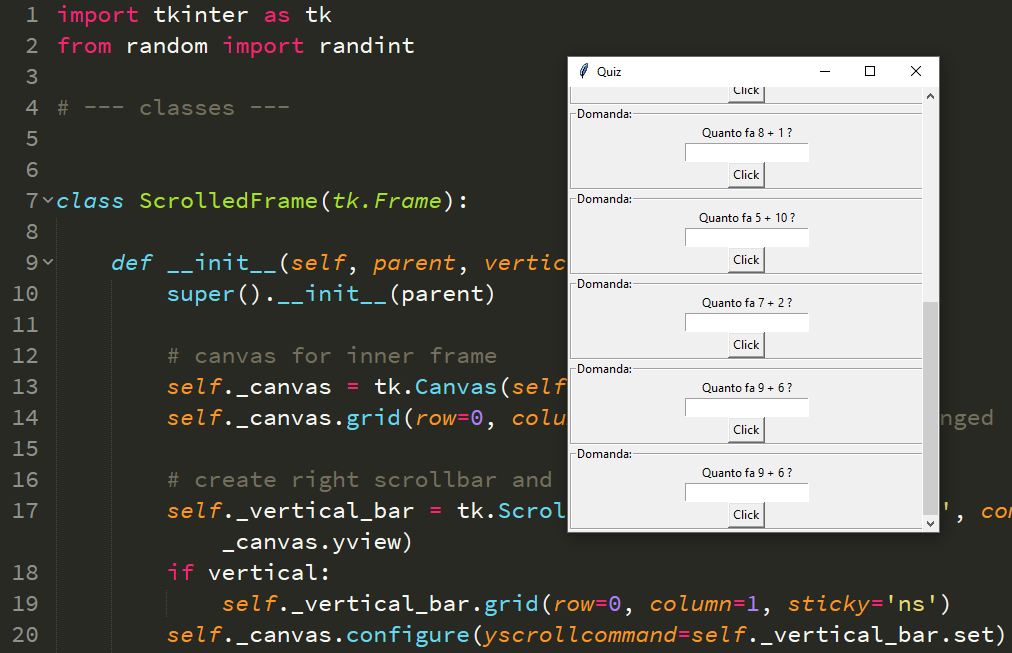 1 import tkinter as tk
2 from random import randint
3
4 # --- classes ---
5
6
7 class ScrolledFrame(tk.Frame):
8
9 def __init__(self, parent, vertic
10 super().__init__(parent)
11
12 # canvas for inner frame
13 self._canvas = tk.Canvas(self
14 self._canvas.grid(row=0, colu nged
15
16 # create right scrollbar and
17 self._vertical_bar = tk.Scrol ', con
_canvas.yview)
18 if vertical:
19 self._vertical_bar.grid(row=0, column=1, sticky='ns')
20 self._canvas.configure(yscrollcommand=self._vertical_bar.set)
Quiz
Click
Domanda:
Quanto fa 8 + 1 ?
Click
Domanda:
Quanto fa 5 + 10 ?
Click
Domanda:
Quanto fa 7 + 2 ?
Click
Domanda:
Quanto fa 9 + 6 ?
Click
Domanda:
Quanto fa 9 + 6 ?
Click